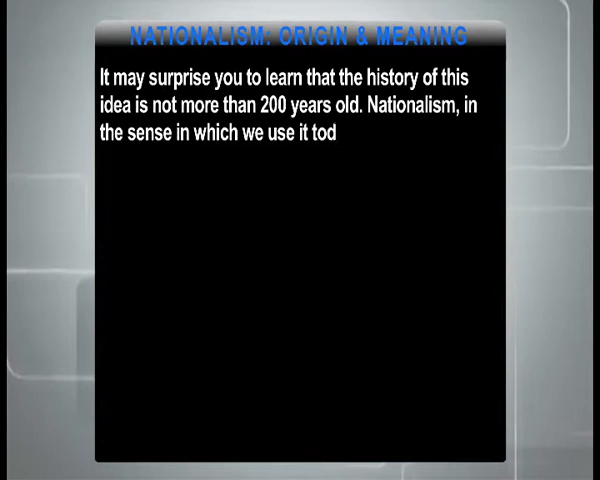 NATIONALISM: ORIGIN & MEANING
It may surprise you to learn that the history of this
idea is not more than 200 years old. Nationalism, in
the sense in which we use it tod